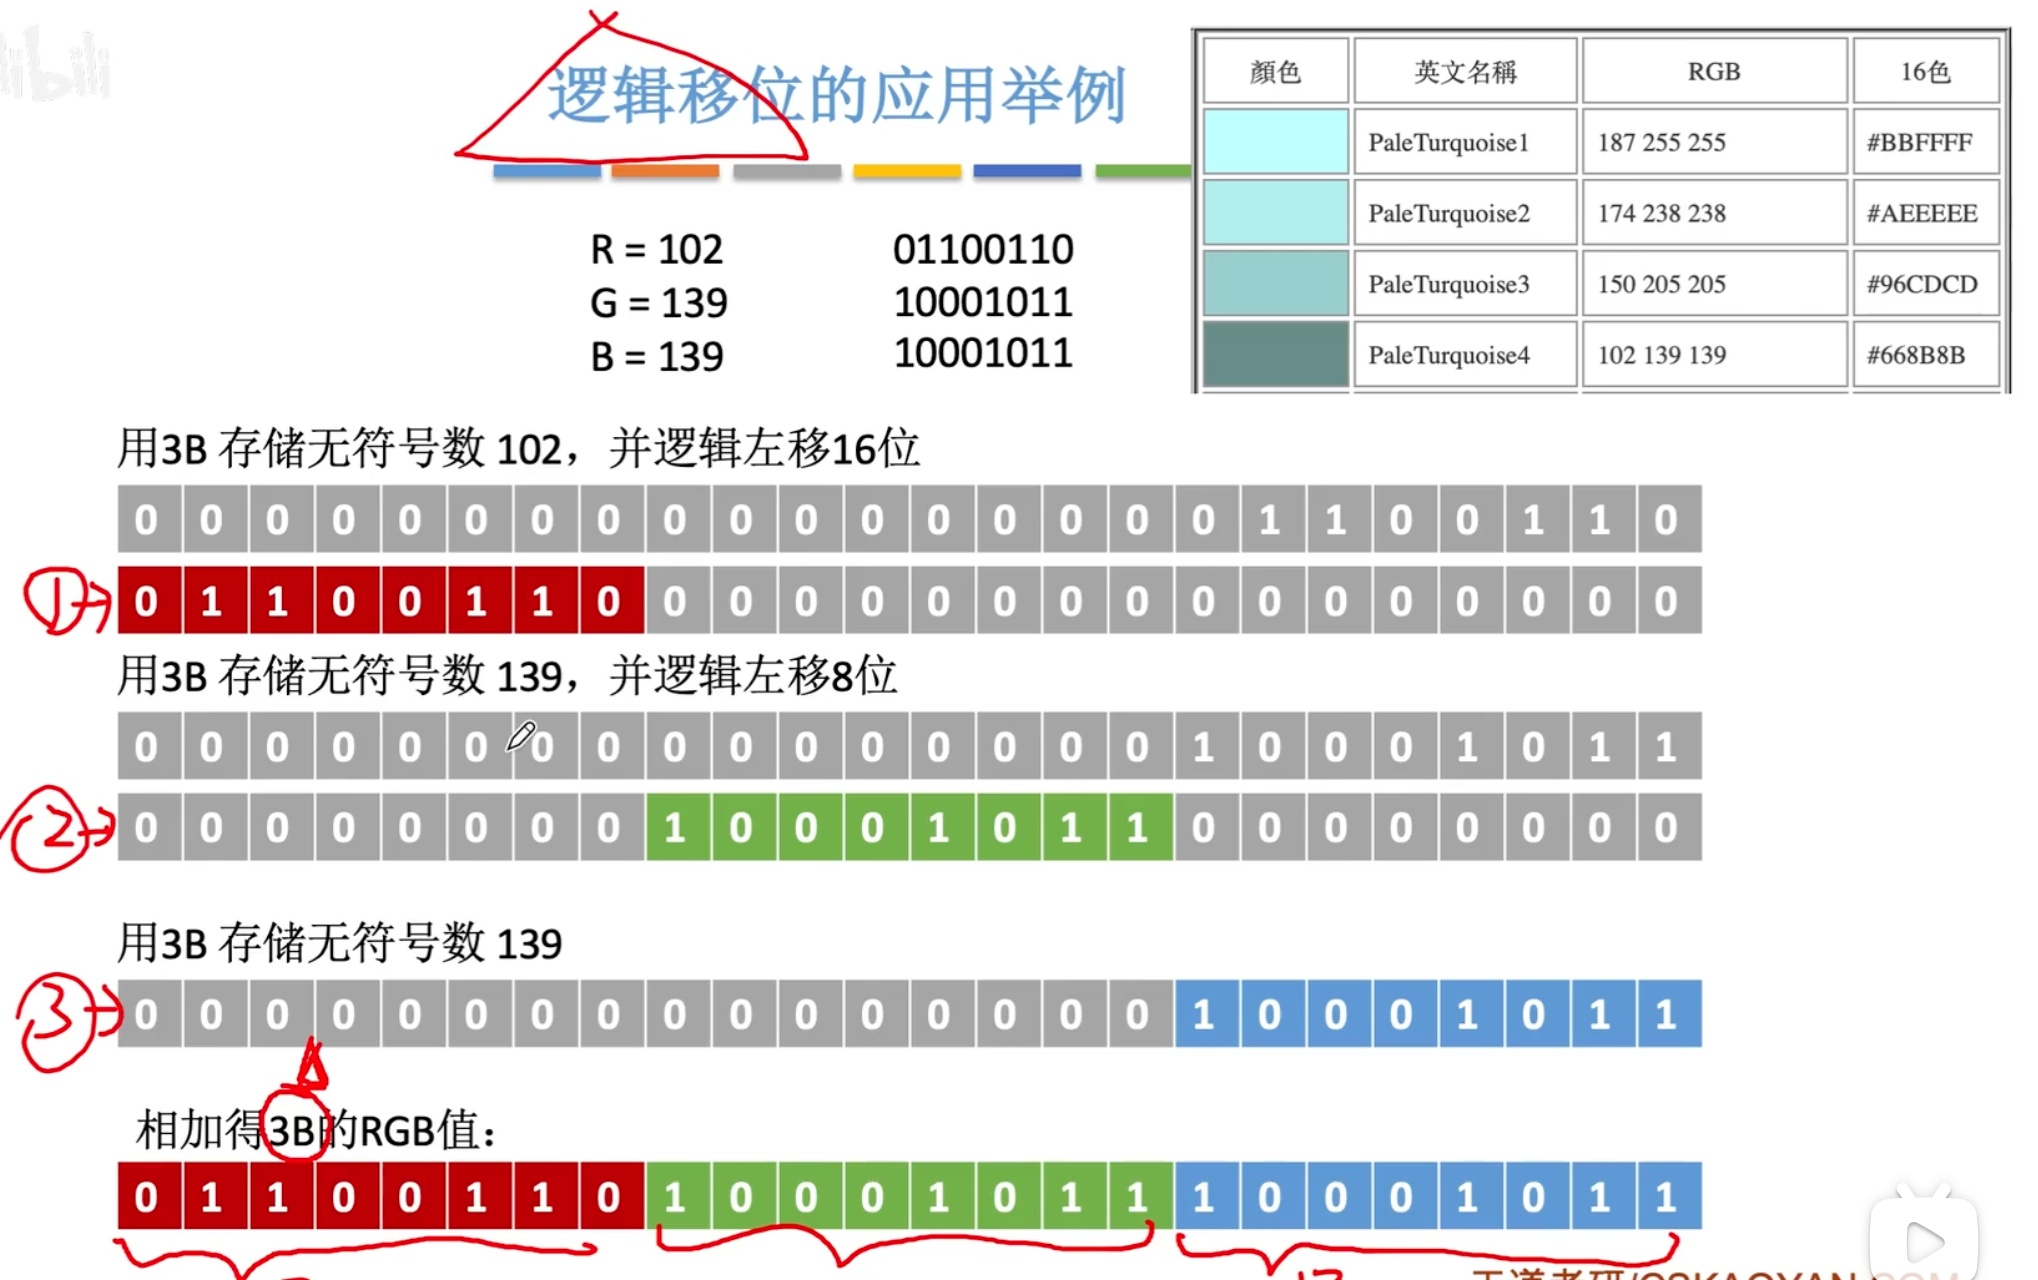 逻辑移位的应用举例
顏色 英文名稱 RGB 16色
PaleTurquoise1 187 255 255 #BBFFFF
PaleTurquoise2 174 238 238 #AEEEEE
PaleTurquoise3 150 205 205 #96CDCD
PaleTurquoise4 102 139 139 #668B8B
R = 102 01100110
G = 139 10001011
B = 139 10001011
用3B 存储无符号数 102，并逻辑左移16位
0 0 0 0 0 0 0 0 0 0 0 0 0 0 0 0 0 1 1 0 0 1 1 0
① 0 1 1 0 0 1 1 0 0 0 0 0 0 0 0 0 0 0 0 0 0 0 0 0
用3B 存储无符号数 139，并逻辑左移8位
0 0 0 0 0 0 0 0 0 0 0 0 0 0 0 0 1 0 0 0 1 0 1 1
② 0 0 0 0 0 0 0 0 1 0 0 0 1 0 1 1 0 0 0 0 0 0 0 0
用3B 存储无符号数 139
③ 0 0 0 0 0 0 0 0 0 0 0 0 0 0 0 0 1 0 0 0 1 0 1 1
相加得3B的RGB值：
0 1 1 0 0 1 1 0 1 0 0 0 1 0 1 1 1 0 0 0 1 0 1 1